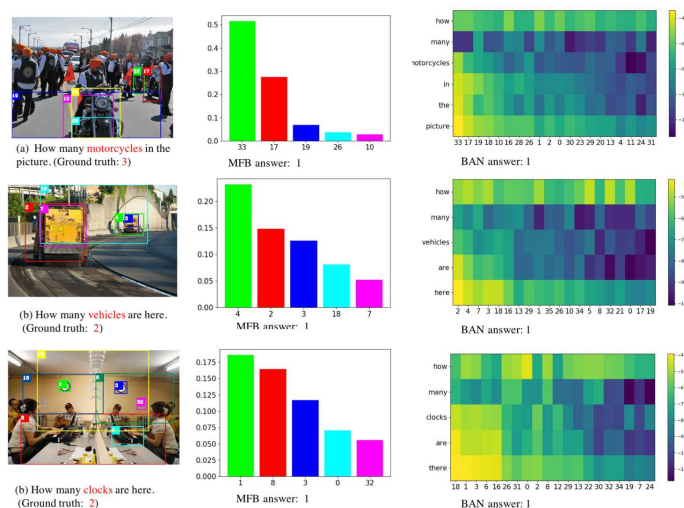 (a) How many motorcycles in the
picture. (Ground truth: 3)
0.5
0.4
0.3
0.2
0.1
0.0
33 17 19 26 10
MFB answer: 1
how
many
motorcycles
in
the
picture
33 17 19 18 10 16 28 26 1 2 0 30 23 29 20 13 4 11 24 31
BAN answer: 1
(b) How many vehicles are here.
(Ground truth: 2)
0.20
0.15
0.10
0.05
0.00
4 2 3 18 7
MFB answer: 1
how
many
vehicles
are
here
2 4 7 3 18 16 13 29 1 35 26 10 34 5 8 32 21 0 17 19
BAN answer: 1
(b) How many clocks are here.
(Ground truth: 2)
0.175
0.150
0.125
0.100
0.075
0.050
0.025
0.000
1 8 3 0 32
MFB answer: 1
how
many
clocks
are
there
18 1 3 6 16 26 31 0 2 8 12 29 13 22 30 32 34 19 7 24
BAN answer: 1